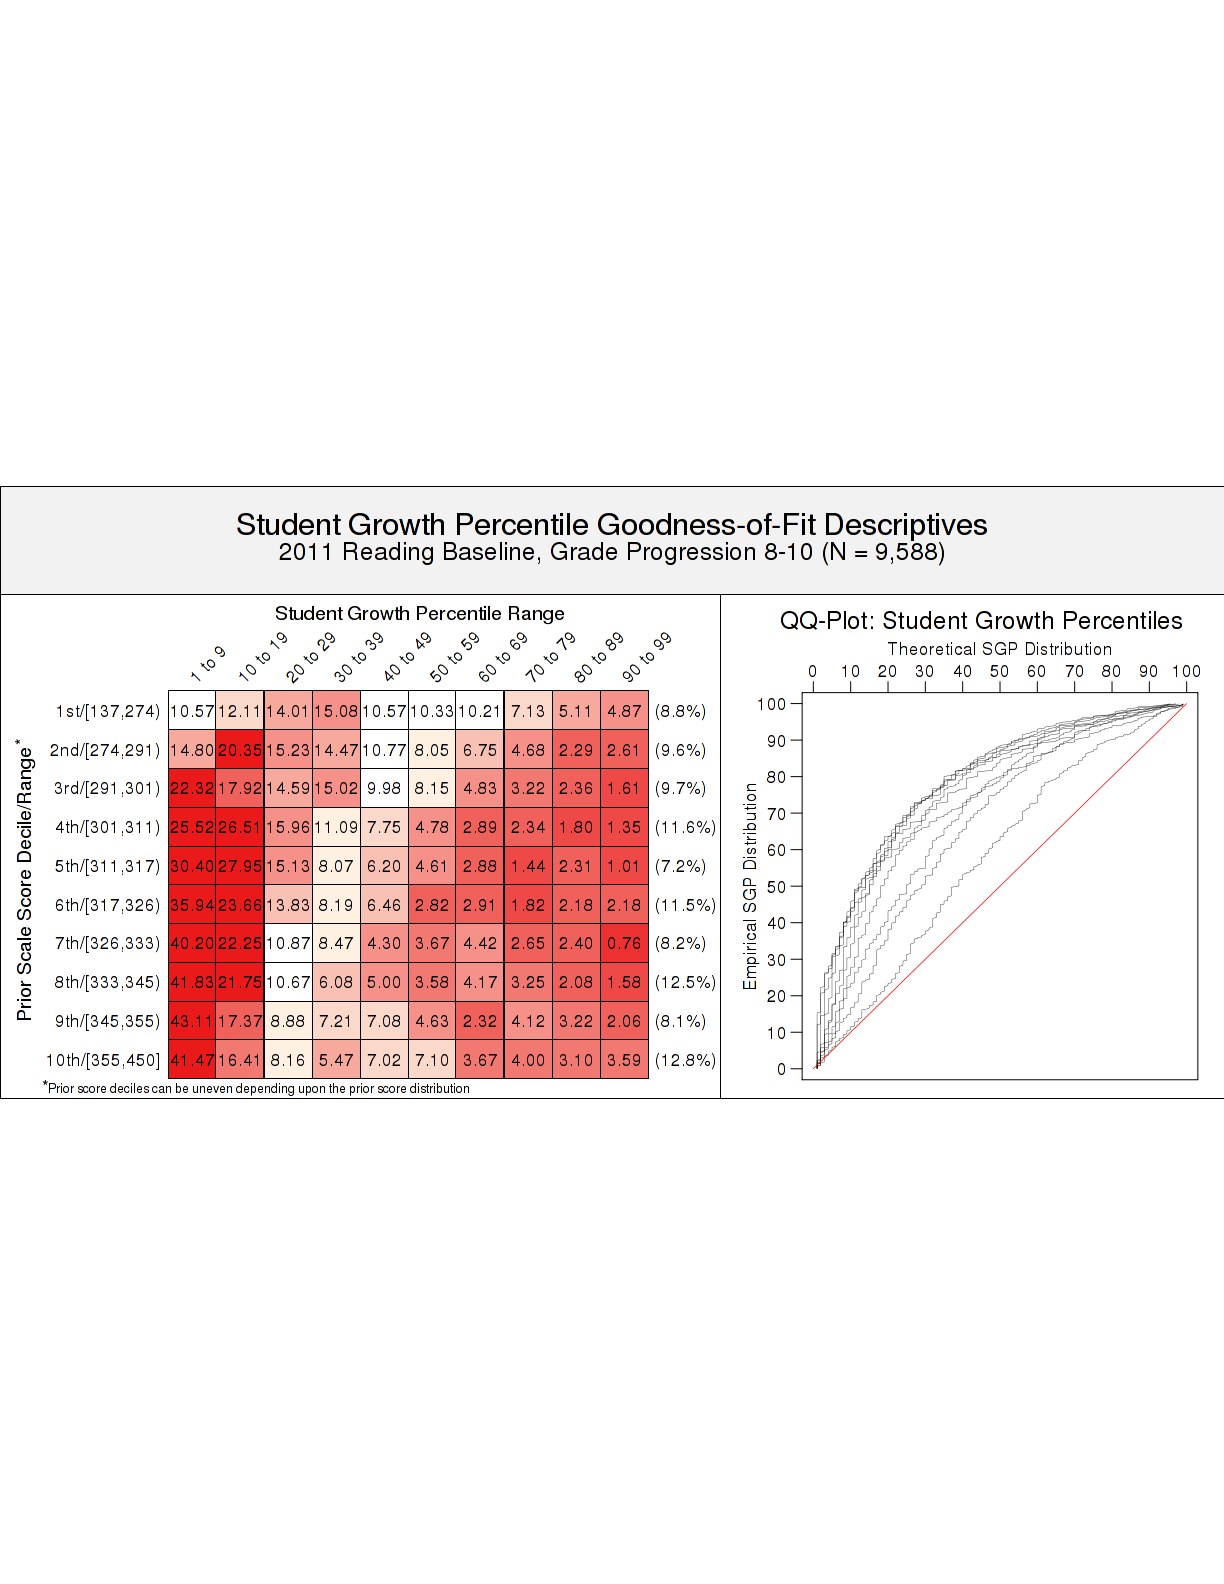 Student Growth Percentile Goodness-of-Fit Descriptives
2011 Reading Baseline, Grade Progression 8-10 (N = 9,588)
Student Growth Percentile Range
1 to 9 10 to 19 20 to 29 30 to 39 40 to 49 50 to 59 60 to 69 70 to 79 80 to 89 90 to 99
Prior Scale Score Decile/Range*
1st/[137,274) 10.57 12.11 14.01 15.08 10.57 10.33 10.21 7.13 5.11 4.87 (8.8%)
2nd/[274,291) 14.80 20.35 15.23 14.47 10.77 8.05 6.75 4.68 2.29 2.61 (9.6%)
3rd/[291,301) 22.32 17.92 14.59 15.02 9.98 8.15 4.83 3.22 2.36 1.61 (9.7%)
4th/[301,311) 25.52 26.51 15.96 11.09 7.75 4.78 2.89 2.34 1.80 1.35 (11.6%)
5th/[311,317) 30.40 27.95 15.13 8.07 6.20 4.61 2.88 1.44 2.31 1.01 (7.2%)
6th/[317,326) 35.94 23.66 13.83 8.19 6.46 2.82 2.91 1.82 2.18 2.18 (11.5%)
7th/[326,333) 40.20 22.25 10.87 8.47 4.30 3.67 4.42 2.65 2.40 0.76 (8.2%)
8th/[333,345) 41.83 21.75 10.67 6.08 5.00 3.58 4.17 3.25 2.08 1.58 (12.5%)
9th/[345,355) 43.11 17.37 8.88 7.21 7.08 4.63 2.32 4.12 3.22 2.06 (8.1%)
10th/[355,450] 41.47 16.41 8.16 5.47 7.02 7.10 3.67 4.00 3.10 3.59 (12.8%)
*Prior score deciles can be uneven depending upon the prior score distribution
QQ-Plot: Student Growth Percentiles
Theoretical SGP Distribution
0 10 20 30 40 50 60 70 80 90 100
Empirical SGP Distribution
100
90
80
70
60
50
40
30
20
10
0